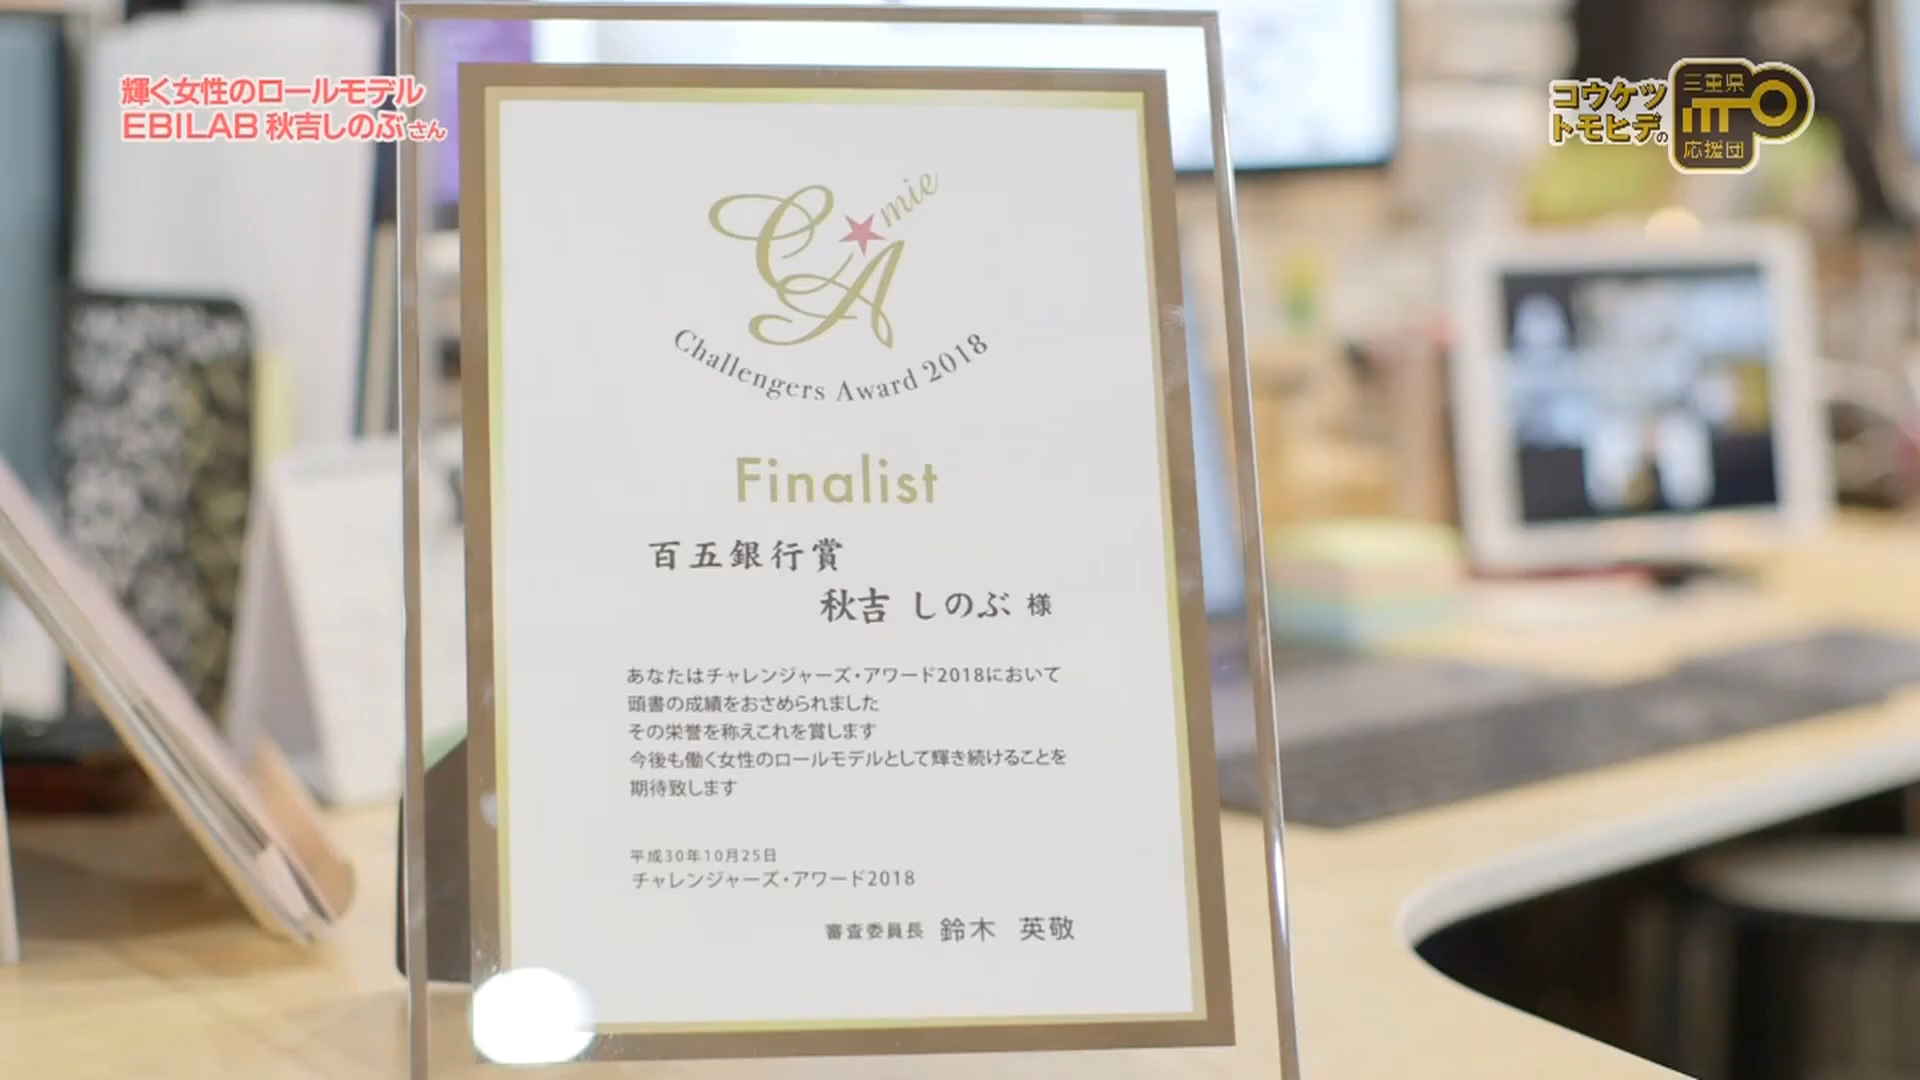 輝く女性のロールモデル
EBILAB 秋吉しのぶさん
コウケツ
トモヒデの
三重県
応援団
CA mie
Challengers Award 2018
Finalist
百五銀行賞
秋吉 しのぶ 様
あなたはチャレンジャーズ・アワード2018において
頭書の成績をおさめられました
その栄誉を称えこれを賞します
今後も働く女性のロールモデルとして輝き続けることを
期待致します
平成30年10月25日
チャレンジャーズ・アワード2018
審査委員長 鈴木 英敬